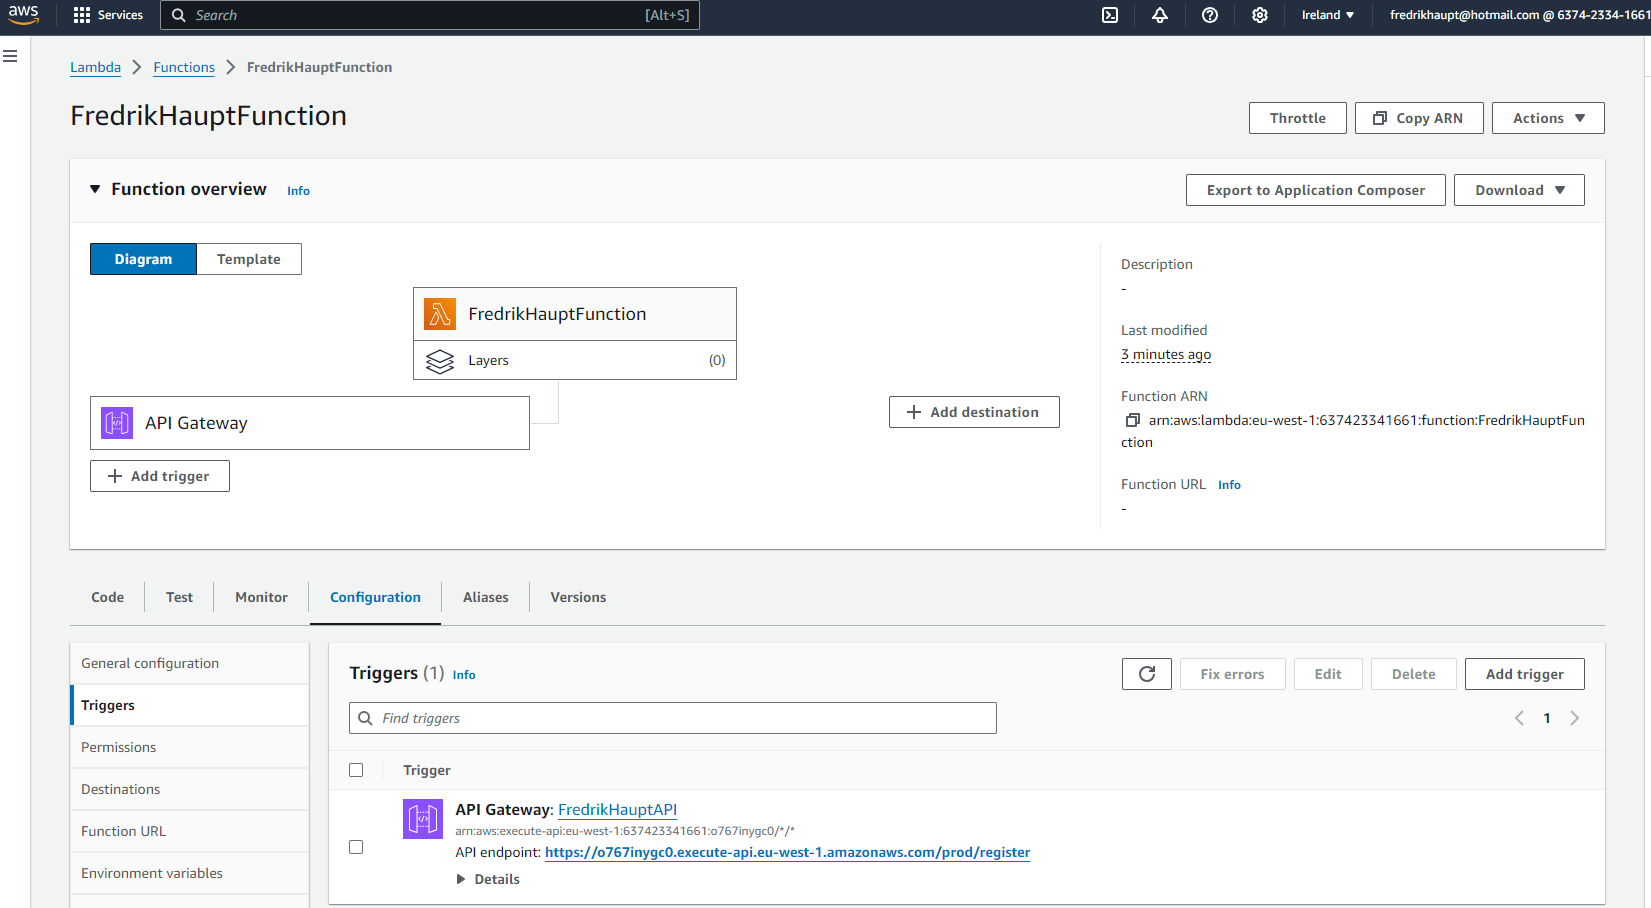 aws
Services
Search
[Alt+S]
Ireland
fredrikhaupt@hotmail.com @ 6374-2334-1661
Lambda
Functions
FredrikHauptFunction
FredrikHauptFunction
Throttle
Copy ARN
Actions
Function overview
Info
Export to Application Composer
Download
Diagram
Template
FredrikHauptFunction
Layers
(0)
API Gateway
Add trigger
Add destination
Description
-
Last modified
3 minutes ago
Function ARN
arn:aws:lambda:eu-west-1:637423341661:function:FredrikHauptFun
ction
Function URL Info
-
Code
Test
Monitor
Configuration
Aliases
Versions
General configuration
Triggers
Permissions
Destinations
Function URL
Environment variables
Triggers (1) Info
Fix errors
Edit
Delete
Add trigger
Find triggers
1
Trigger
API Gateway: FredrikHauptAPI
arn:aws:execute-api:eu-west-1:637423341661:o767inygc0/*/*
API endpoint: https://o767inygc0.execute-api.eu-west-1.amazonaws.com/prod/register
Details